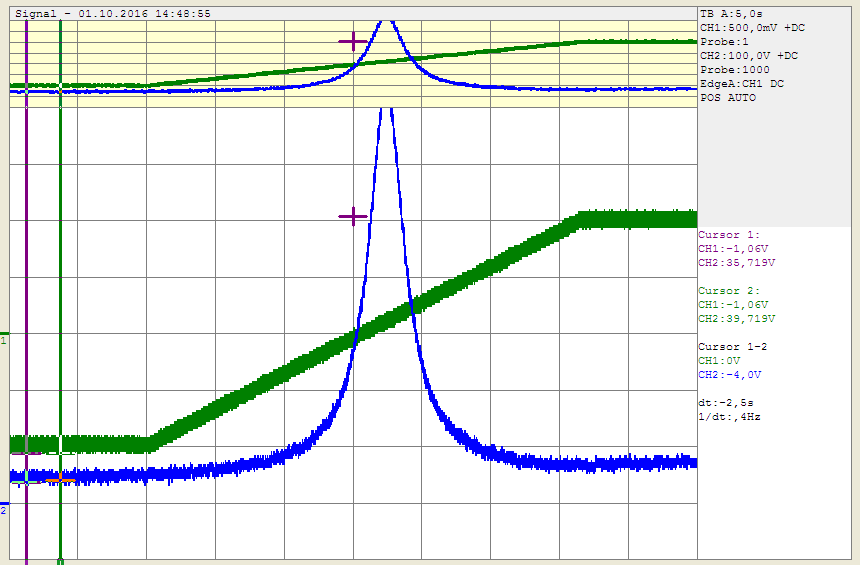 Signal - 01.10.2016 14:48:55
TB A:5,0s
CH1:500,0mV +DC
Probe:1
CH2:100,0V +DC
Probe:1000
EdgeA:CH1 DC
POS AUTO
Cursor 1:
CH1:-1,06V
CH2:35,719V
Cursor 2:
CH1:-1,06V
CH2:39,719V
Cursor 1-2
CH1:0V
CH2:-4,0V
dt:-2,5s
1/dt:,4Hz
1
2